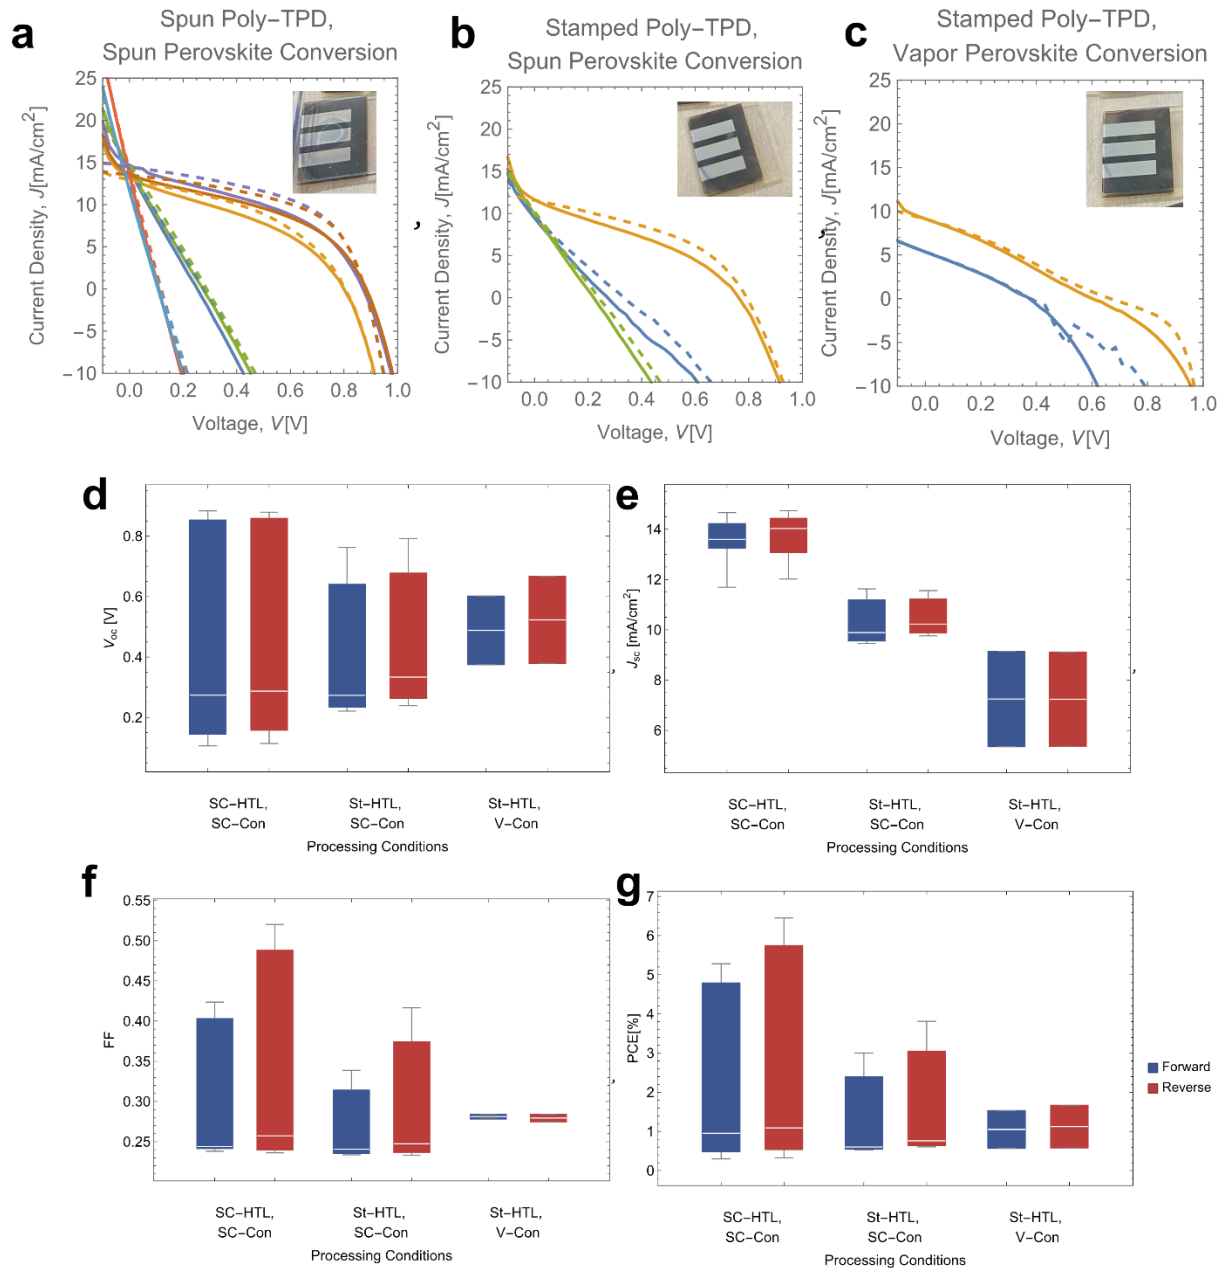 a
Spun Poly-TPD,
Spun Perovskite Conversion
b
Stamped Poly-TPD,
Spun Perovskite Conversion
c
Stamped Poly-TPD,
Vapor Perovskite Conversion
Current Density, J[mA/cm²]
25
20
15
10
5
0
-5
-10
0.0 0.2 0.4 0.6 0.8 1.0
Voltage, V[V]
,
Current Density, J[mA/cm²]
25
20
15
10
5
0
-5
-10
0.0 0.2 0.4 0.6 0.8 1.0
Voltage, V[V]
,
Current Density, J[mA/cm²]
25
20
15
10
5
0
-5
-10
0.0 0.2 0.4 0.6 0.8 1.0
Voltage, V[V]
d
Voc [V]
0.8
0.6
0.4
0.2
SC-HTL, St-HTL, St-HTL,
SC-Con SC-Con V-Con
Processing Conditions
,
e
Jsc [mA/cm²]
14
12
10
8
6
SC-HTL, St-HTL, St-HTL,
SC-Con SC-Con V-Con
Processing Conditions
,
f
FF
0.55
0.50
0.45
0.40
0.35
0.30
0.25
SC-HTL, St-HTL, St-HTL,
SC-Con SC-Con V-Con
Processing Conditions
,
g
PCE[%]
7
6
5
4
3
2
1
0
SC-HTL, St-HTL, St-HTL,
SC-Con SC-Con V-Con
Processing Conditions
Forward
Reverse